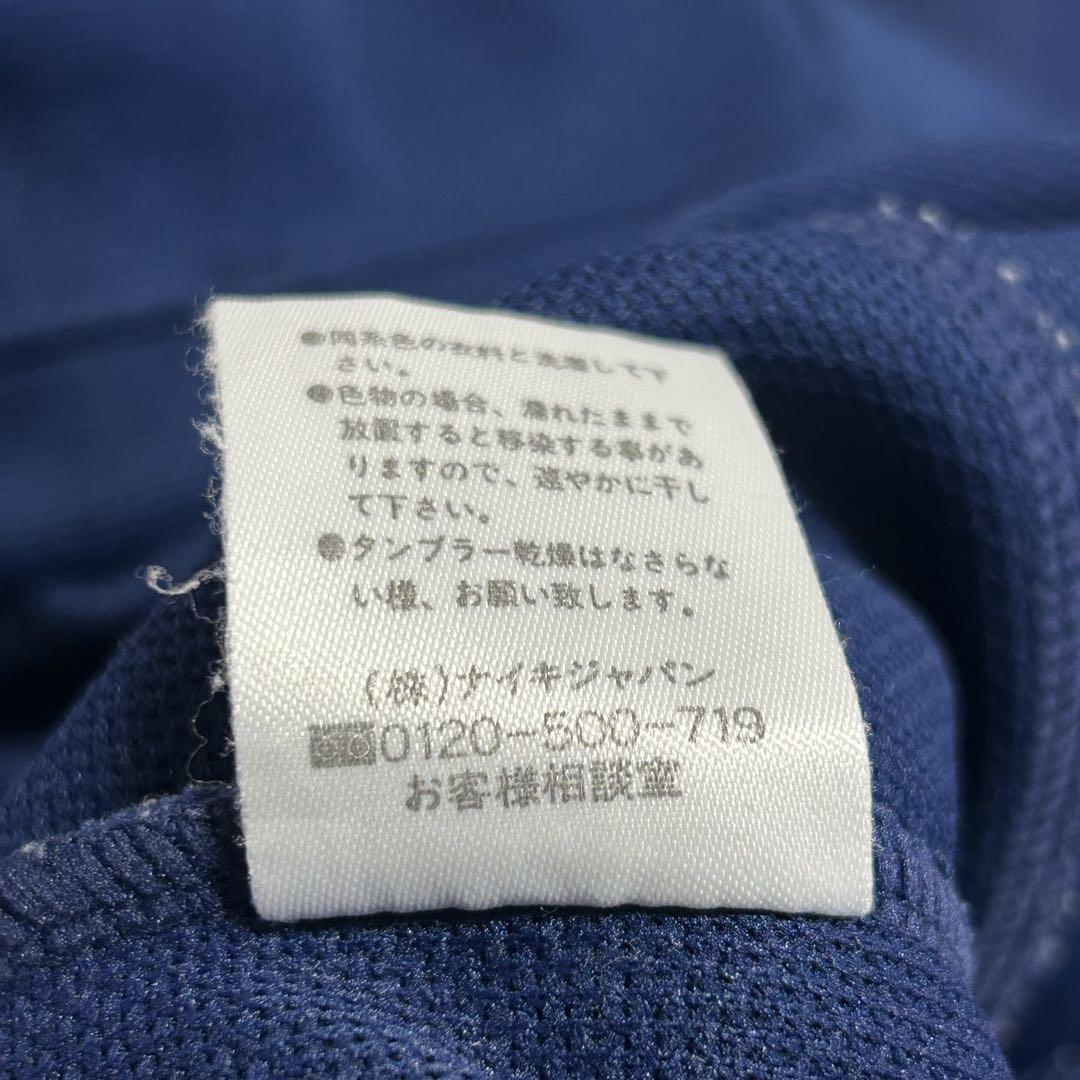 ●同系色の衣料と洗濯して下
さい。
●色物の場合、濡れたままで
放置すると移染する事があ
りますので、速やかに干し
て下さい。
●タンブラー乾燥はなさらな
い様、お願い致します。
(株)ナイキジャパン
0120-500-719
お客様相談室